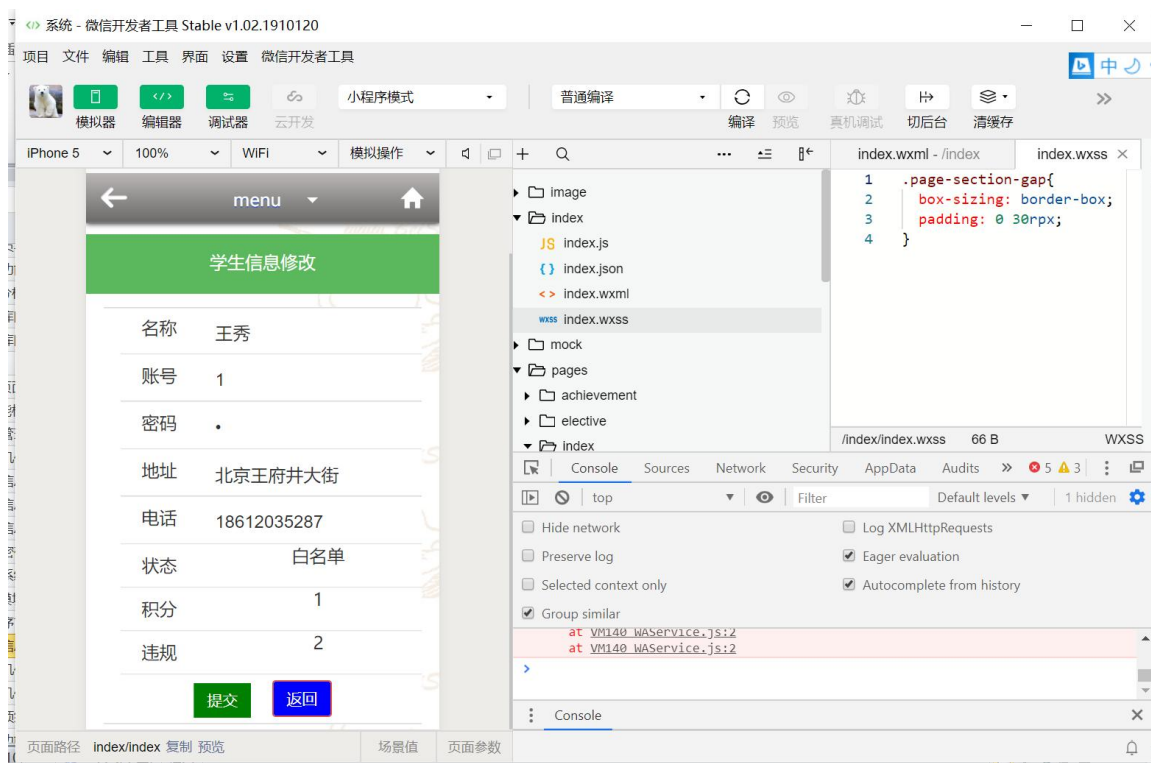 系统 - 微信开发者工具 Stable v1.02.1910120
项目 文件 编辑 工具 界面 设置 微信开发者工具
中
模拟器 编辑器 调试器 云开发
小程序模式
普通编译
编译 预览 真机调试 切后台 清缓存
iPhone 5 100% WiFi 模拟操作
menu
学生信息修改
名称 王秀
账号 1
密码 •
地址 北京王府井大街
电话 18612035287
状态 白名单
积分 1
违规 2
提交 返回
image
index
JS index.js
{} index.json
<> index.wxml
wxss index.wxss
mock
pages
achievement
elective
index
index.wxml - /index index.wxss ×
1 .page-section-gap{
2 box-sizing: border-box;
3 padding: 0 30rpx;
4 }
/index/index.wxss 66 B WXSS
Console Sources Network Security AppData Audits » 5 3
top Filter Default levels ▼ 1 hidden
Hide network Log XMLHttpRequests
Preserve log Eager evaluation
Selected context only Autocomplete from history
Group similar
at VM140 WAService.js:2
at VM140 WAService.js:2
>
Console
页面路径 index/index 复制 预览 场景值 页面参数